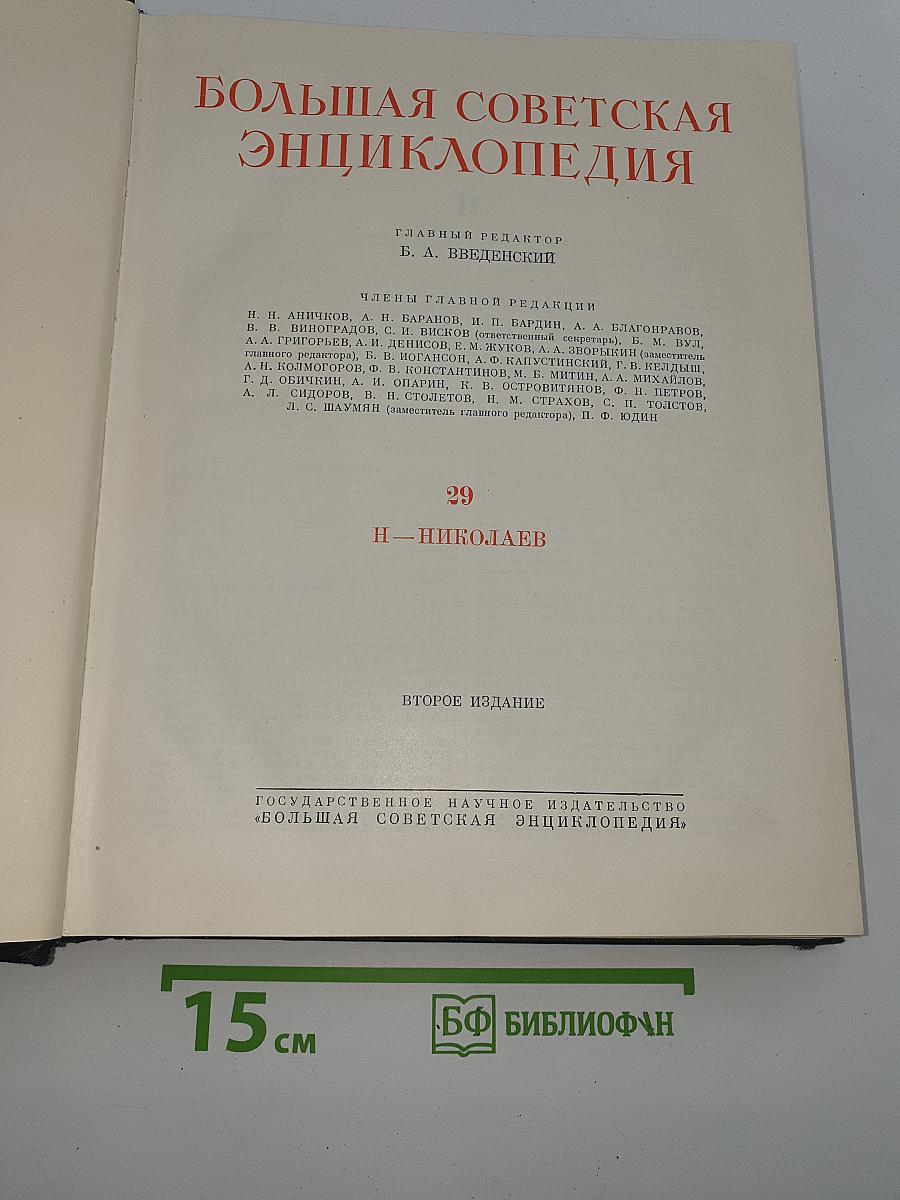 БОЛЬШАЯ СОВЕТСКАЯ
ЭНЦИКЛОПЕДИЯ
ГЛАВНЫЙ РЕДАКТОР
Б. А. ВВЕДЕНСКИЙ
ЧЛЕНЫ ГЛАВНОЙ РЕДАКЦИИ
Н. Н. АНИЧКОВ, А. Н. БАРАНОВ, И. П. БАРДИН, А. А. БЛАГОНРАВОВ,
В. В. ВИНОГРАДОВ, С. И. ВИСКОВ (ответственный секретарь), Б. М. ВУЛ,
А. А. ГРИГОРЬЕВ, А. И. ДЕНИСОВ, Е. М. ЖУКОВ, А. А. ЗВОРЫКИН (заместитель
главного редактора), Б. В. ИОГАНСОН, А. Ф. КАПУСТИНСКИЙ, Г. В. КЕЛДЫШ,
А. Н. КОЛМОГОРОВ, Ф. В. КОНСТАНТИНОВ, М. Б. МИТИН, А. А. МИХАЙЛОВ,
Г. Д. ОБИЧКИН, А. И. ОПАРИН, К. В. ОСТРОВИТЯНОВ, Ф. Н. ПЕТРОВ,
А. Л. СИДОРОВ, В. Н. СТОЛЕТОВ, Н. М. СТРАХОВ, С. П. ТОЛСТОВ,
Л. С. ШАУМЯН (заместитель главного редактора), П. Ф. ЮДИН
29
Н — НИКОЛАЕВ
ВТОРОЕ ИЗДАНИЕ
ГОСУДАРСТВЕННОЕ НАУЧНОЕ ИЗДАТЕЛЬСТВО
«БОЛЬШАЯ СОВЕТСКАЯ ЭНЦИКЛОПЕДИЯ»
15 см
БФ БИБЛИОФАН